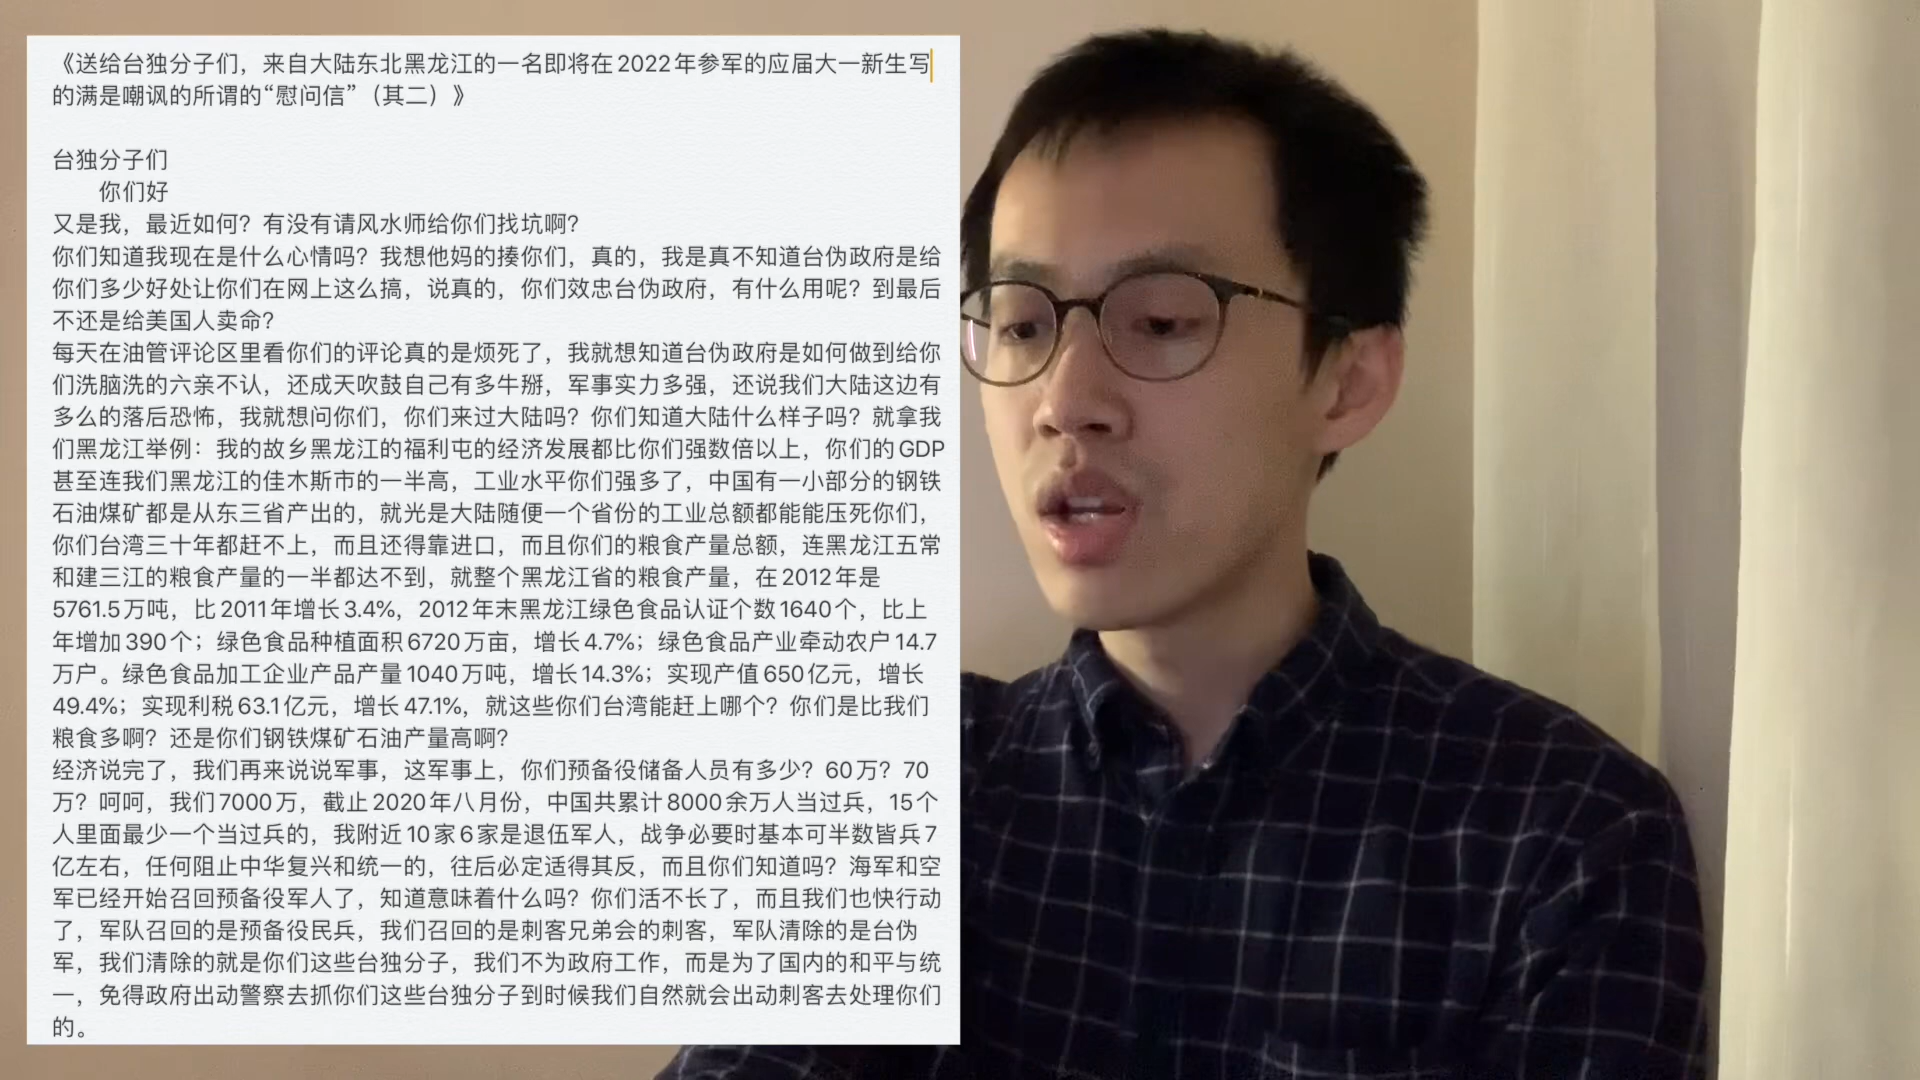 《送给台独分子们，来自大陆东北黑龙江的一名即将在2022年参军的应届大一新生写
的满是嘲讽的所谓的“慰问信”（其二）》
台独分子们
你们好
又是我，最近如何？有没有请风水师给你们找坑啊？
你们知道我现在是什么心情吗？我想他妈的揍你们，真的，我是真不知道台伪政府是给
你们多少好处让你们在网上这么搞，说真的，你们效忠台伪政府，有什么用呢？到最后
不还是给美国人卖命？
每天在油管评论区里看你们的评论真的是烦死了，我就想知道台伪政府是如何做到给你
们洗脑洗的六亲不认，还成天吹鼓自己有多牛掰，军事实力多强，还说我们大陆这边有
多么的落后恐怖，我就想问你们，你们来过大陆吗？你们知道大陆什么样子吗？就拿我
们黑龙江举例：我的故乡黑龙江的福利屯的经济发展都比你们强数倍以上，你们的GDP
甚至连我们黑龙江的佳木斯市的一半高，工业水平你们强多了，中国有一小部分的钢铁
石油煤矿都是从东三省产出的，就光是大陆随便一个省份的工业总额都能能压死你们，
你们台湾三十年都赶不上，而且还得靠进口，而且你们的粮食产量总额，连黑龙江五常
和建三江的粮食产量的一半都达不到，就整个黑龙江省的粮食产量，在2012年是
5761.5万吨，比2011年增长3.4%，2012年末黑龙江绿色食品认证个数1640个，比上
年增加390个；绿色食品种植面积6720万亩，增长4.7%；绿色食品产业牵动农户14.7
万户。绿色食品加工企业产品产量1040万吨，增长14.3%；实现产值650亿元，增长
49.4%；实现利税63.1亿元，增长47.1%，就这些你们台湾能赶上哪个？你们是比我们
粮食多啊？还是你们钢铁煤矿石油产量高啊？
经济说完了，我们再来说说军事，这军事上，你们预备役储备人员有多少？60万？70
万？呵呵，我们7000万，截止2020年八月份，中国共累计8000余万人当过兵，15个
人里面最少一个当过兵的，我附近10家6家是退伍军人，战争必要时基本可半数皆兵7
亿左右，任何阻止中华复兴和统一的，往后必定适得其反，而且你们知道吗？海军和空
军已经开始召回预备役军人了，知道意味着什么吗？你们活不长了，而且我们也快行动
了，军队召回的是预备役民兵，我们召回的是刺客兄弟会的刺客，军队清除的是台伪
军，我们清除的就是你们这些台独分子，我们不为政府工作，而是为了国内的和平与统
一，免得政府出动警察去抓你们这些台独分子到时候我们自然就会出动刺客去处理你们
的。